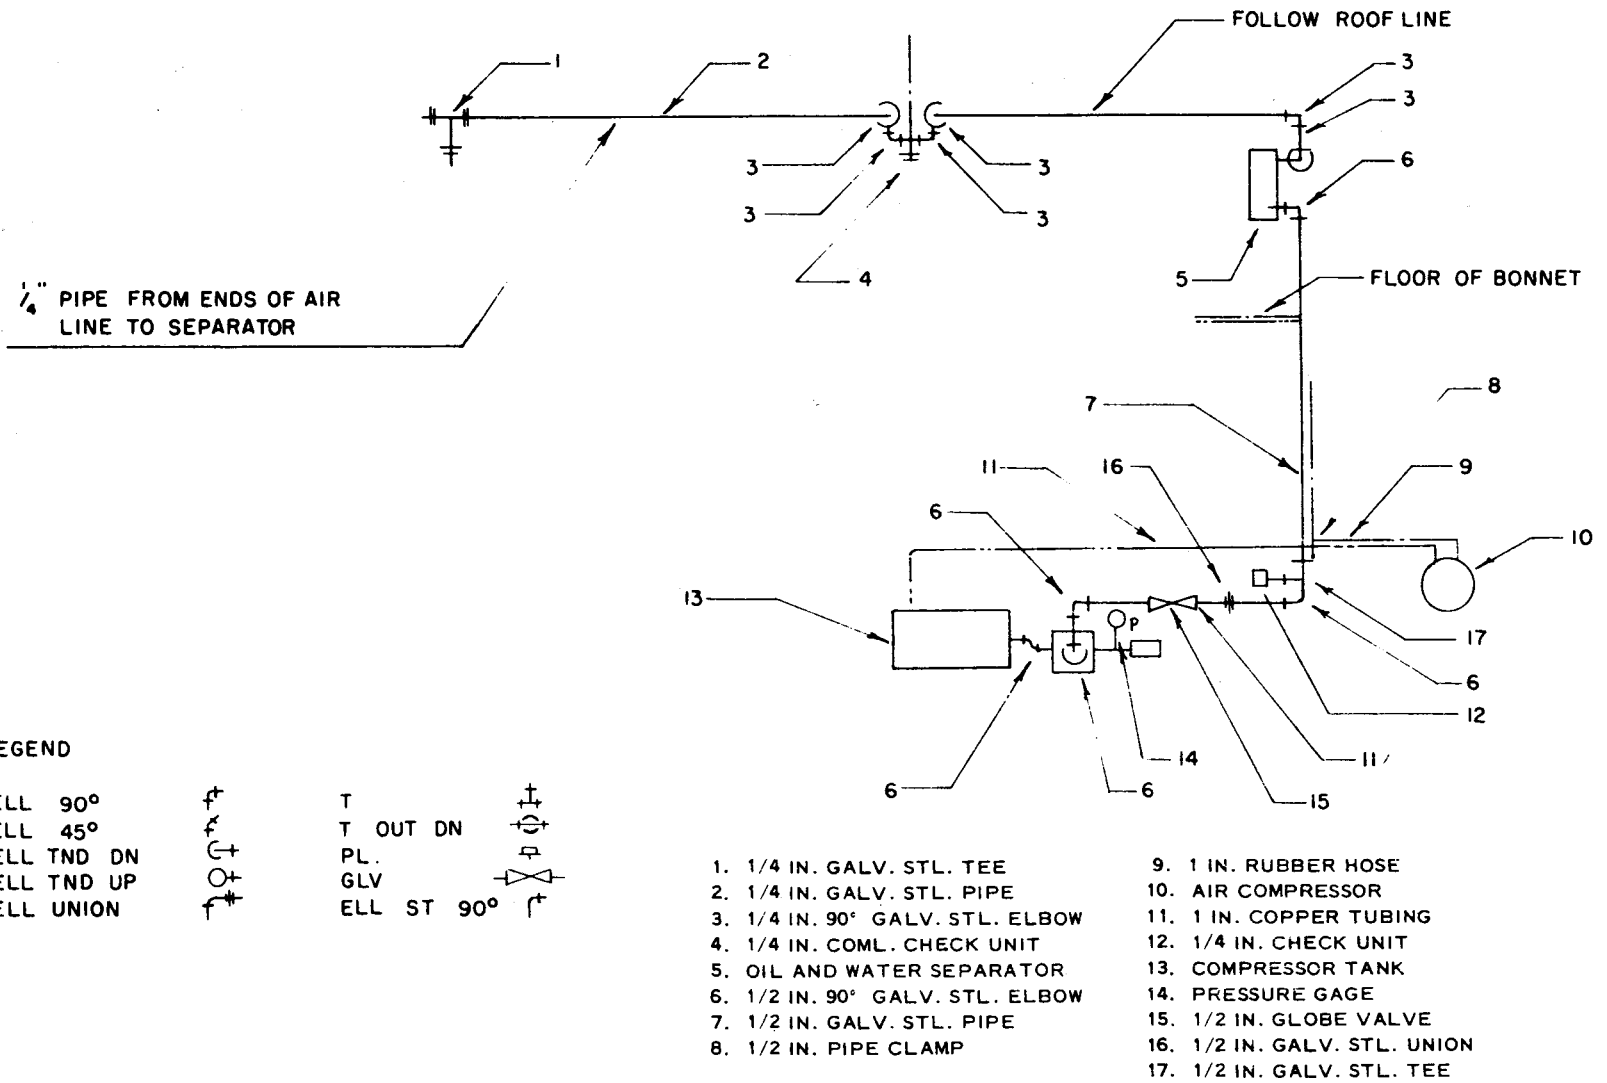 FOLLOW ROOF LINE
1
2
3
3
3
3
6
3
3
4
5
FLOOR OF BONNET
1/4" PIPE FROM ENDS OF AIR
LINE TO SEPARATOR
8
7
11
16
9
6
10
13
P
17
6
12
14
11
6
6
15
EGEND
ELL 90°
T
ELL 45°
T OUT DN
ELL TND DN
PL.
ELL TND UP
GLV
ELL UNION
ELL ST 90°
1. 1/4 IN. GALV. STL. TEE
2. 1/4 IN. GALV. STL. PIPE
3. 1/4 IN. 90° GALV. STL. ELBOW
4. 1/4 IN. COML. CHECK UNIT
5. OIL AND WATER SEPARATOR
6. 1/2 IN. 90° GALV. STL. ELBOW
7. 1/2 IN. GALV. STL. PIPE
8. 1/2 IN. PIPE CLAMP
9. 1 IN. RUBBER HOSE
10. AIR COMPRESSOR
11. 1 IN. COPPER TUBING
12. 1/4 IN. CHECK UNIT
13. COMPRESSOR TANK
14. PRESSURE GAGE
15. 1/2 IN. GLOBE VALVE
16. 1/2 IN. GALV. STL. UNION
17. 1/2 IN. GALV. STL. TEE